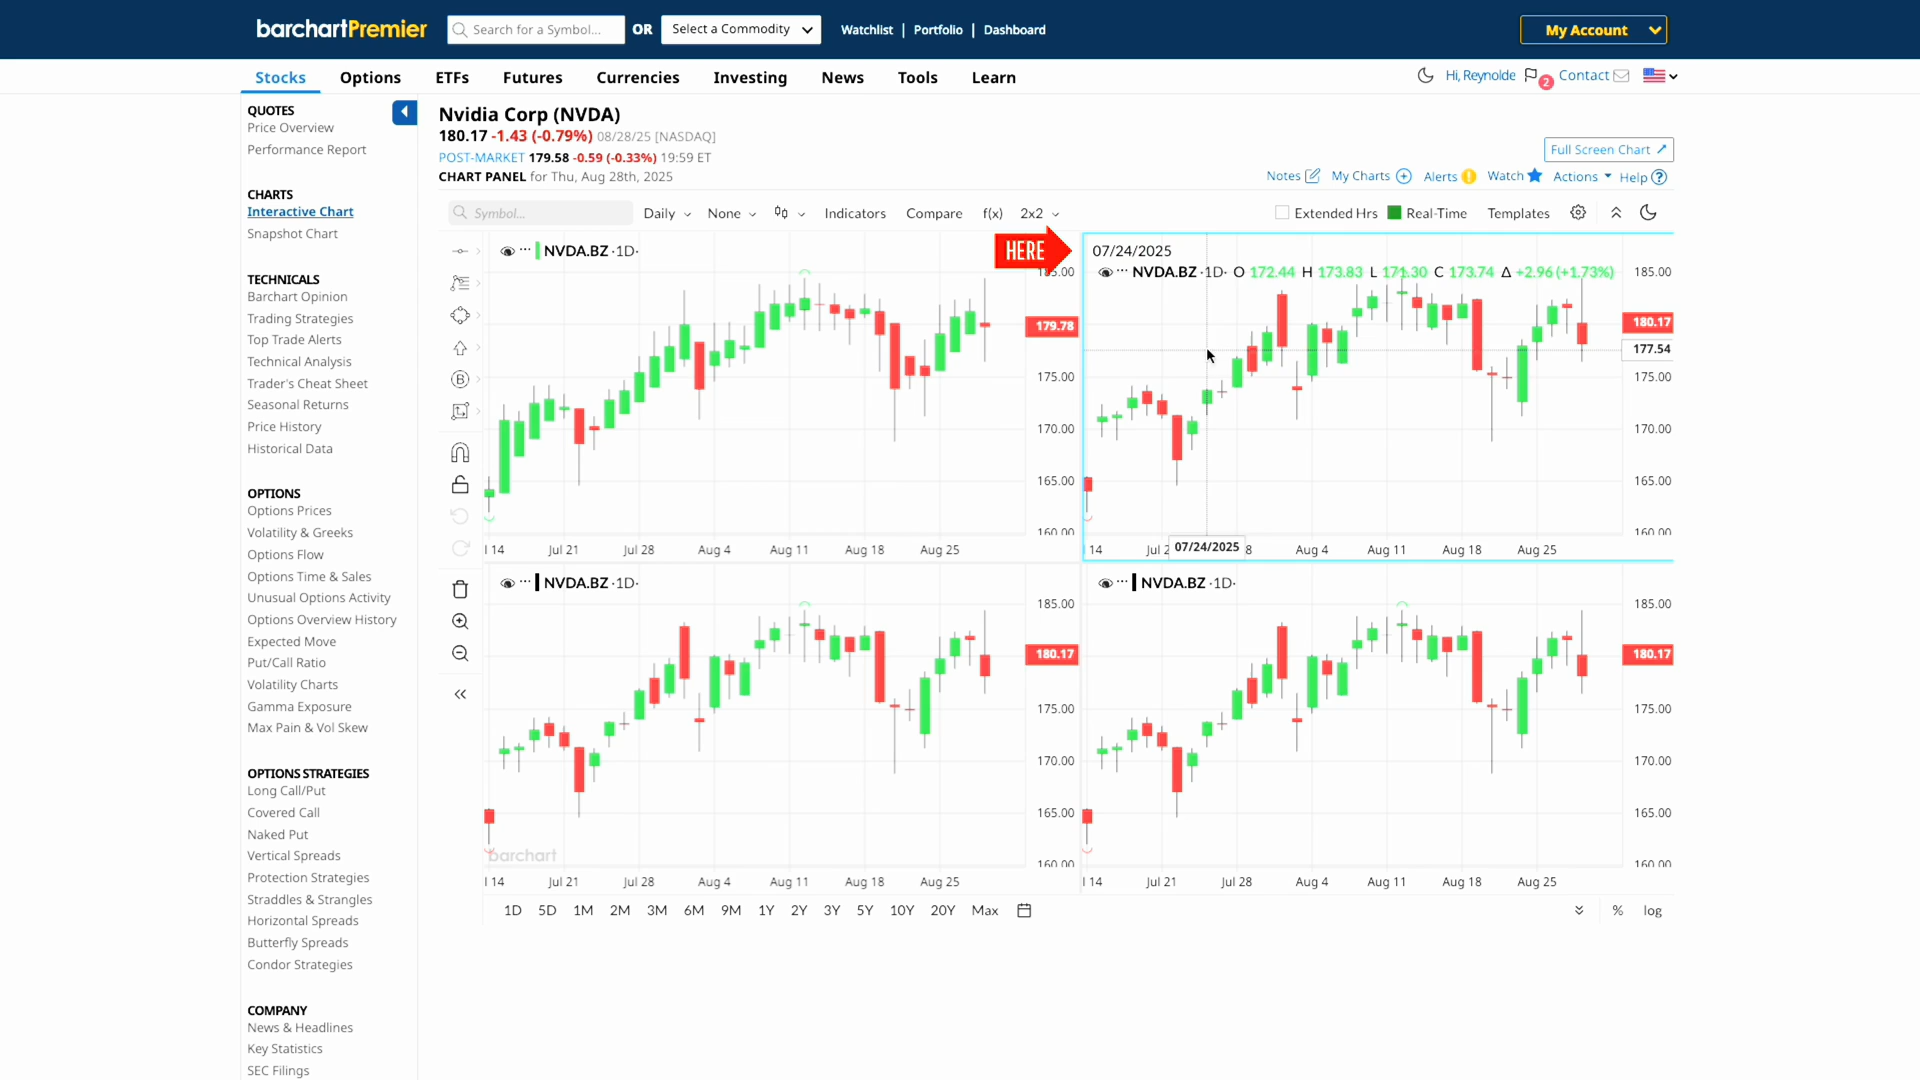 barchartPremier Search for a Symbol... OR Select a Commodity Watchlist | Portfolio | Dashboard My Account
Stocks Options ETFs Futures Currencies Investing News Tools Learn Hi, Reynolde 2 Contact
QUOTES
Price Overview
Performance Report
CHARTS
Interactive Chart
Snapshot Chart
TECHNICALS
Barchart Opinion
Trading Strategies
Top Trade Alerts
Technical Analysis
Trader's Cheat Sheet
Seasonal Returns
Price History
Historical Data
OPTIONS
Options Prices
Volatility & Greeks
Options Flow
Options Time & Sales
Unusual Options Activity
Options Overview History
Expected Move
Put/Call Ratio
Volatility Charts
Gamma Exposure
Max Pain & Vol Skew
OPTIONS STRATEGIES
Long Call/Put
Covered Call
Naked Put
Vertical Spreads
Protection Strategies
Straddles & Strangles
Horizontal Spreads
Butterfly Spreads
Condor Strategies
COMPANY
News & Headlines
Key Statistics
SEC Filings
Nvidia Corp (NVDA)
180.17 -1.43 (-0.79%) 08/28/25 [NASDAQ]
POST-MARKET 179.58 -0.59 (-0.33%) 19:59 ET
CHART PANEL for Thu, Aug 28th, 2025
Full Screen Chart
Notes My Charts Alerts Watch Actions Help
Symbol... Daily None Indicators Compare f(x) 2x2 Extended Hrs Real-Time Templates
NVDA.BZ ·1D·
HERE
185.00
179.78
175.00
170.00
165.00
160.00
l 14 Jul 21 Jul 28 Aug 4 Aug 11 Aug 18 Aug 25
07/24/2025
NVDA.BZ ·1D· O 172.44 H 173.83 L 171.30 C 173.74 Δ +2.96 (+1.73%)
185.00
180.17
177.54
175.00
170.00
165.00
160.00
14 Jul 2 07/24/2025 8 Aug 4 Aug 11 Aug 18 Aug 25
NVDA.BZ ·1D·
185.00
180.17
175.00
170.00
165.00
160.00
barchart
l 14 Jul 21 Jul 28 Aug 4 Aug 11 Aug 18 Aug 25
NVDA.BZ ·1D·
185.00
180.17
175.00
170.00
165.00
160.00
l 14 Jul 21 Jul 28 Aug 4 Aug 11 Aug 18 Aug 25
1D 5D 1M 2M 3M 6M 9M 1Y 2Y 3Y 5Y 10Y 20Y Max % log